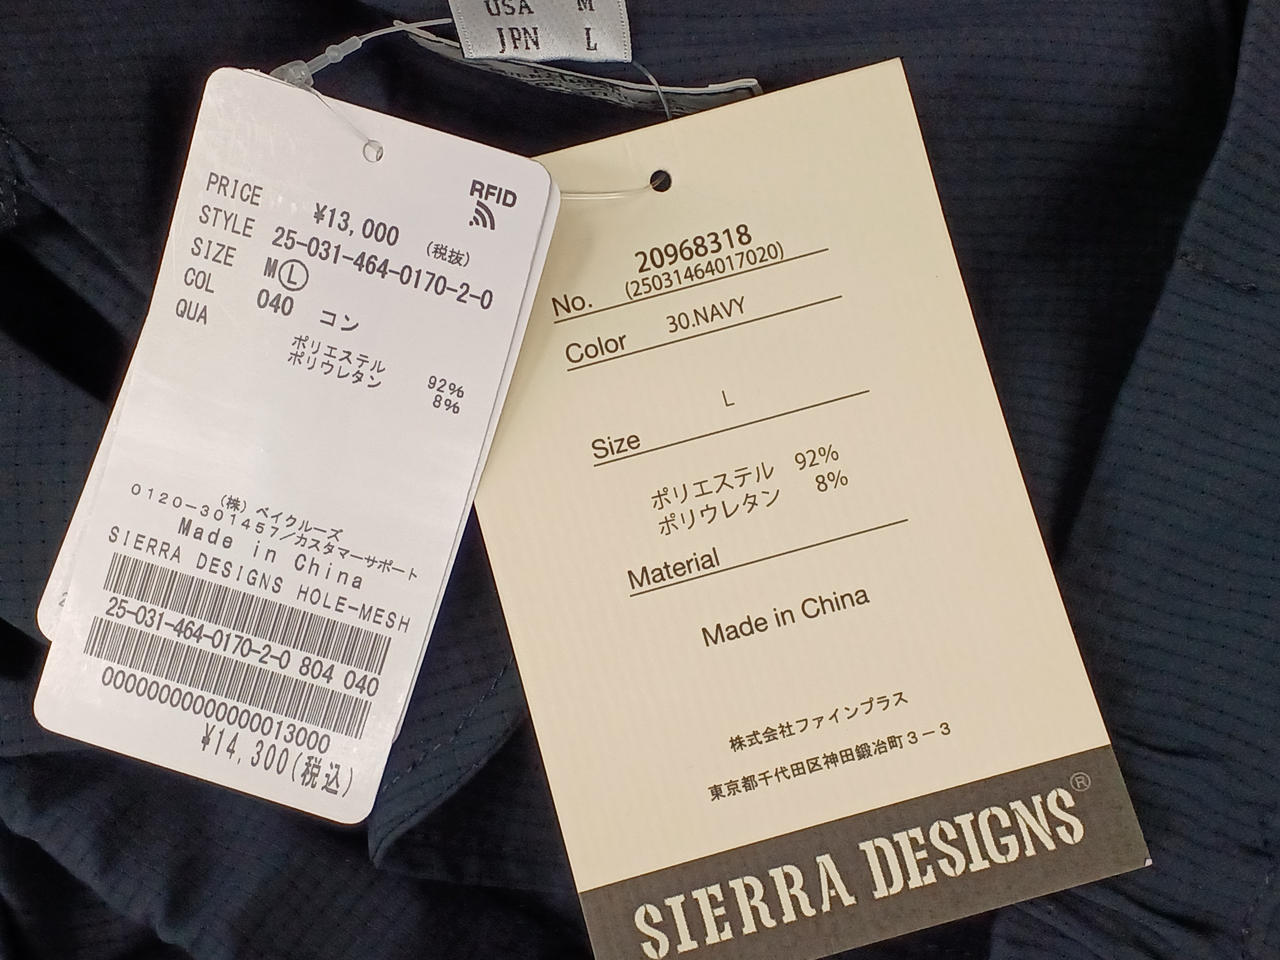 USA M
JPN L
RFID
PRICE ¥13,000 (税抜)
STYLE 25-031-464-0170-2-0
SIZE M Ⓛ
COL 040 コン
QUA
ポリエステル 92%
ポリウレタン 8%
(株) ベイクルーズ
0120-301457/カスタマーサポート
Made in China
SIERRA DESIGNS HOLE-MESH
25-031-464-0170-2-0 804 040
0000000000000013000
¥14,300(税込)
20968318
No. (25031464017020)
Color 30.NAVY
Size L
ポリエステル 92%
ポリウレタン 8%
Material
Made in China
株式会社ファインプラス
東京都千代田区神田鍛冶町3-3
SIERRA DESIGNS®